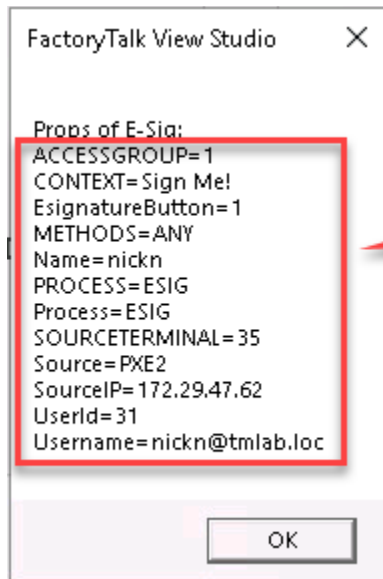 FactoryTalk View Studio
Props of E-Sig:
ACCESSGROUP=1
CONTEXT=Sign Me!
EsignatureButton=1
METHODS=ANY
Name=nickn
PROCESS=ESIG
Process=ESIG
SOURCETERMINAL=35
Source=PXE2
SourceIP=172.29.47.62
UserId=31
Username=nickn@tmlab.loc
OK